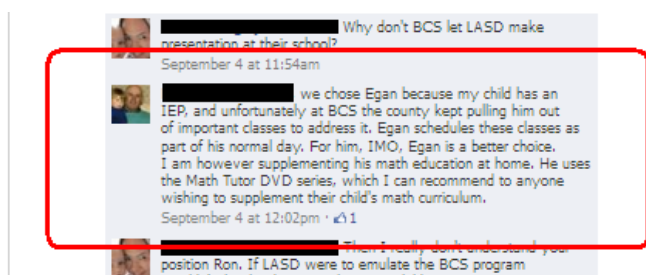 Why don't BCS let LASD make
presentation at their school?
September 4 at 11:54am
we chose Egan because my child has an
IEP, and unfortunately at BCS the county kept pulling him out
of important classes to address it. Egan schedules these classes as
part of his normal day. For him, IMO, Egan is a better choice.
I am however supplementing his math education at home. He uses
the Math Tutor DVD series, which I can recommend to anyone
wishing to supplement their child's math curriculum.
September 4 at 12:02pm · 1
Then I really don't understand your
position Ron. If LASD were to emulate the BCS program